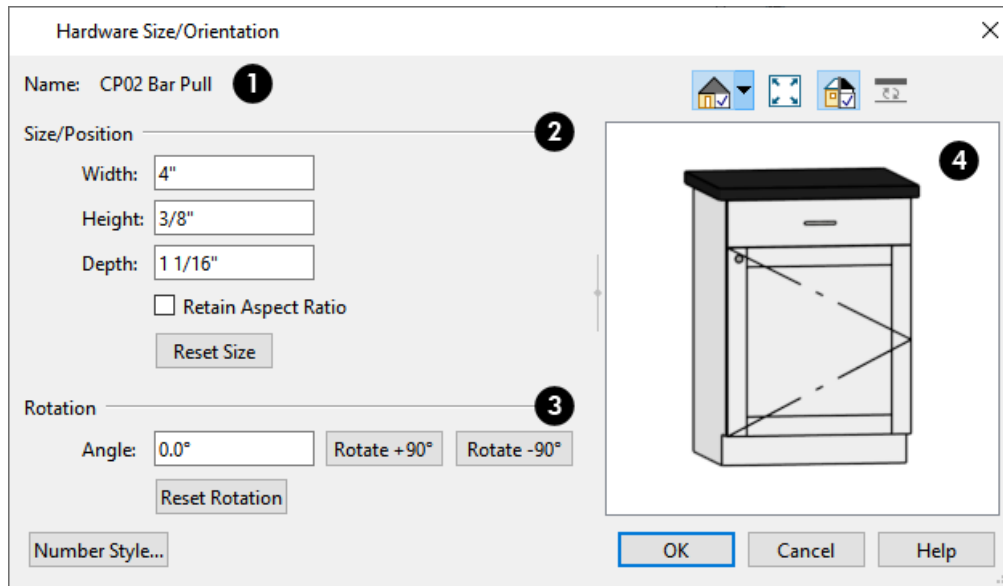 Hardware Size/Orientation
Name: CP02 Bar Pull 1
Size/Position 2
Width: 4"
Height: 3/8"
Depth: 1 1/16"
Retain Aspect Ratio
Reset Size
Rotation 3
Angle: 0.0° Rotate +90° Rotate -90°
Reset Rotation
4
Number Style... OK Cancel Help